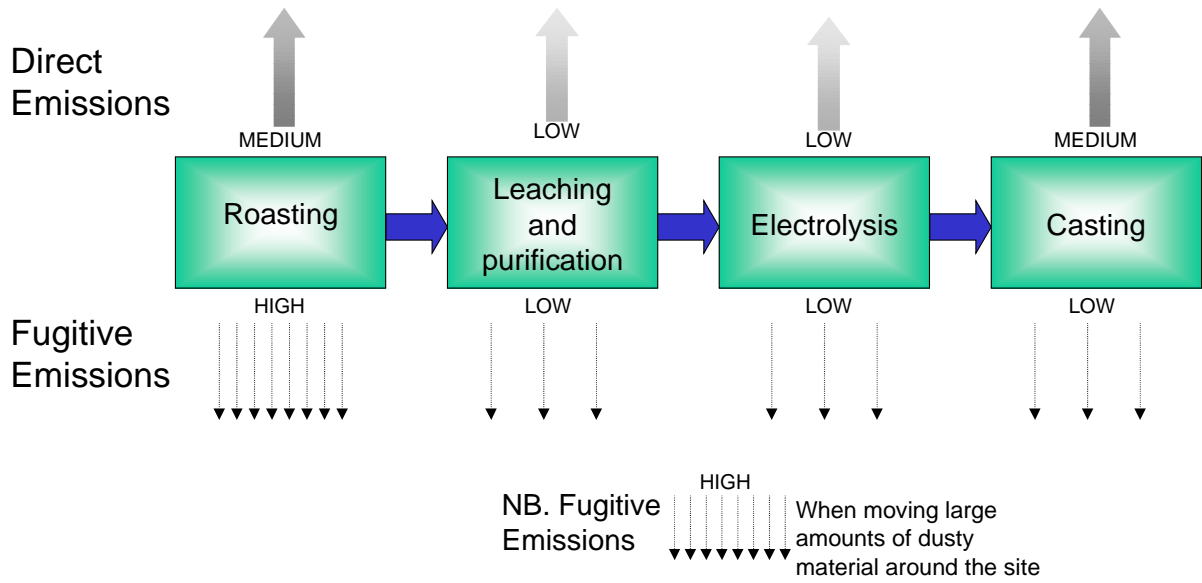 Direct
Emissions
MEDIUM
LOW
LOW
MEDIUM
Roasting
Leaching
and
purification
Electrolysis
Casting
HIGH
LOW
LOW
LOW
Fugitive
Emissions
NB. Fugitive
Emissions
HIGH
When moving large
amounts of dusty
material around the site